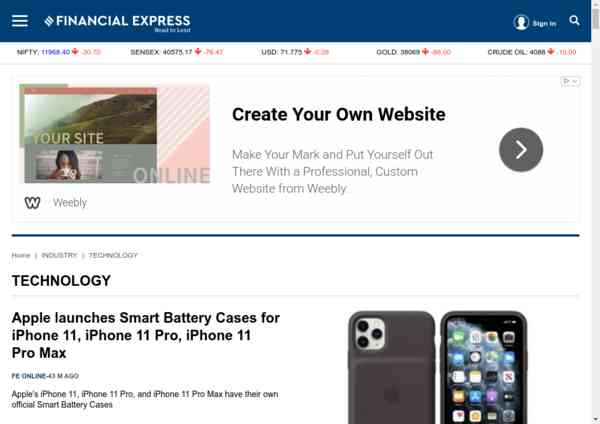 FINANCIAL EXPRESS
Read to Lead
Sign in
NIFTY: 11968.40 -30.70 SENSEX: 40575.17 -76.47 USD: 71.775 -0.28 GOLD: 38069 -88.00 CRUDE OIL: 4088 -10.00
Create Your Own Website
YOUR SITE
Make Your Mark and Put Yourself Out
There With a Professional, Custom
Website from Weebly.
ONLINE
Weebly
Home | INDUSTRY | TECHNOLOGY
TECHNOLOGY
Apple launches Smart Battery Cases for
iPhone 11, iPhone 11 Pro, iPhone 11
Pro Max
FE ONLINE-43 M AGO
Apple's iPhone 11, iPhone 11 Pro, and iPhone 11 Pro Max have their own
official Smart Battery Cases